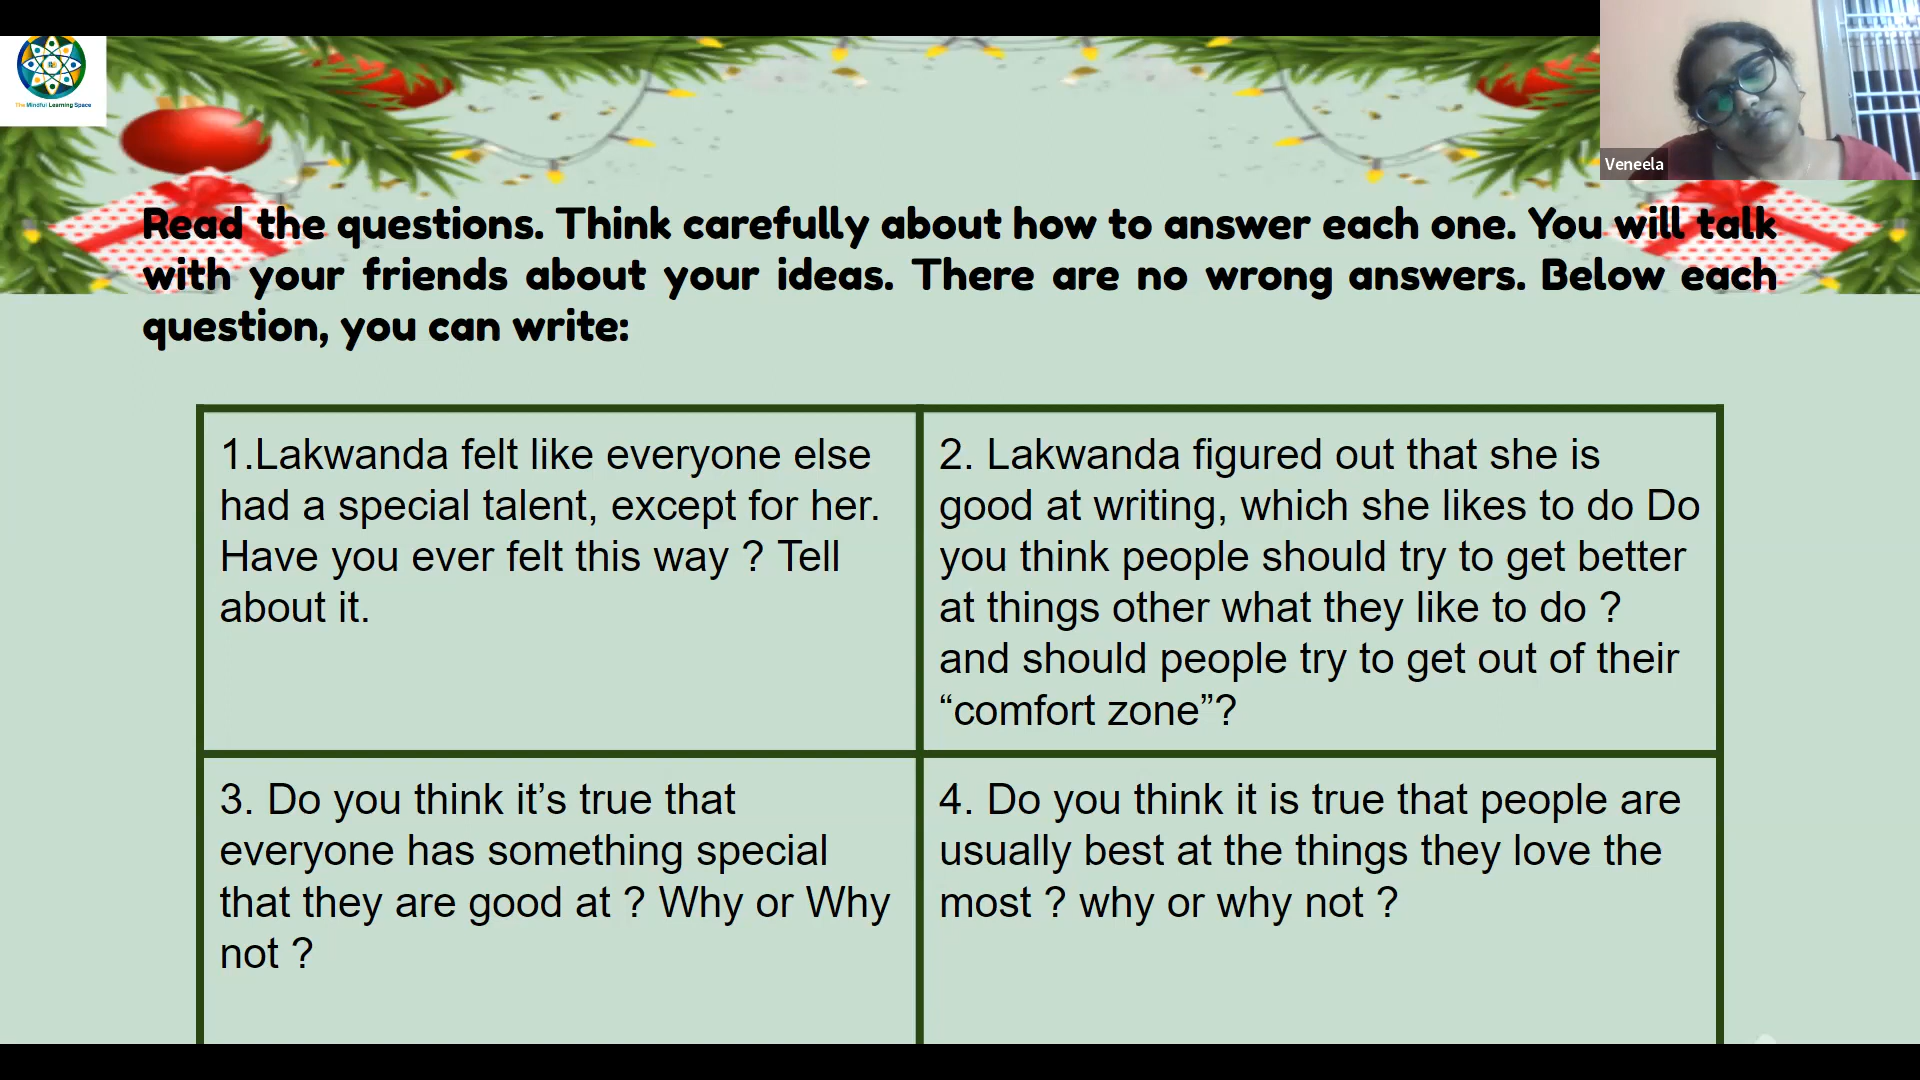 The Mindful Learning Space
Veneela
Read the questions. Think carefully about how to answer each one. You will talk
with your friends about your ideas. There are no wrong answers. Below each
question, you can write:
1.Lakwanda felt like everyone else
had a special talent, except for her.
Have you ever felt this way ? Tell
about it.
2. Lakwanda figured out that she is
good at writing, which she likes to do Do
you think people should try to get better
at things other what they like to do ?
and should people try to get out of their
“comfort zone”?
3. Do you think it’s true that
everyone has something special
that they are good at ? Why or Why
not ?
4. Do you think it is true that people are
usually best at the things they love the
most ? why or why not ?